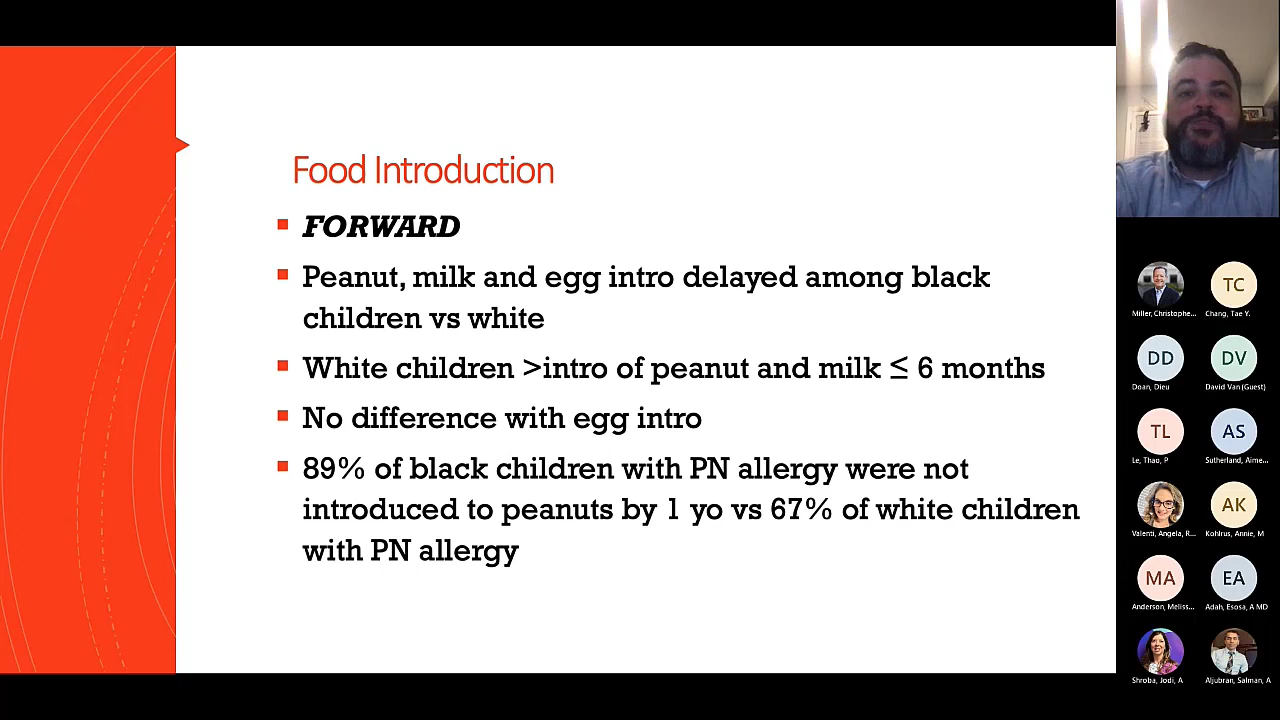 Food Introduction
FORWARD
Peanut, milk and egg intro delayed among black
children vs white
White children >intro of peanut and milk ≤ 6 months
No difference with egg intro
89% of black children with PN allergy were not
introduced to peanuts by 1 yo vs 67% of white children
with PN allergy
Miller, Christophe...
TC
Chang, Tae Y.
DD
Doan, Dieu
DV
David Van (Guest)
TL
Le, Thao, P
AS
Sutherland, Aime...
Valenti, Angela, R...
AK
Kohlrus, Annie, M
MA
Anderson, Meliss...
EA
Adah, Esosa, A MD
Shroba, Jodi, A
Aljubran, Salman, A